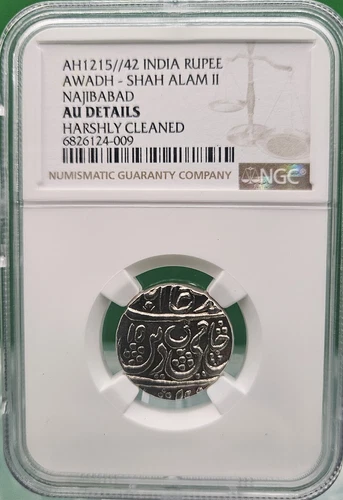 AH1215//42 INDIA RUPEE
AWADH - SHAH ALAM II
NAJIBABAD
AU DETAILS
HARSHLY CLEANED
6826124-009
NUMISMATIC GUARANTY COMPANY NGC